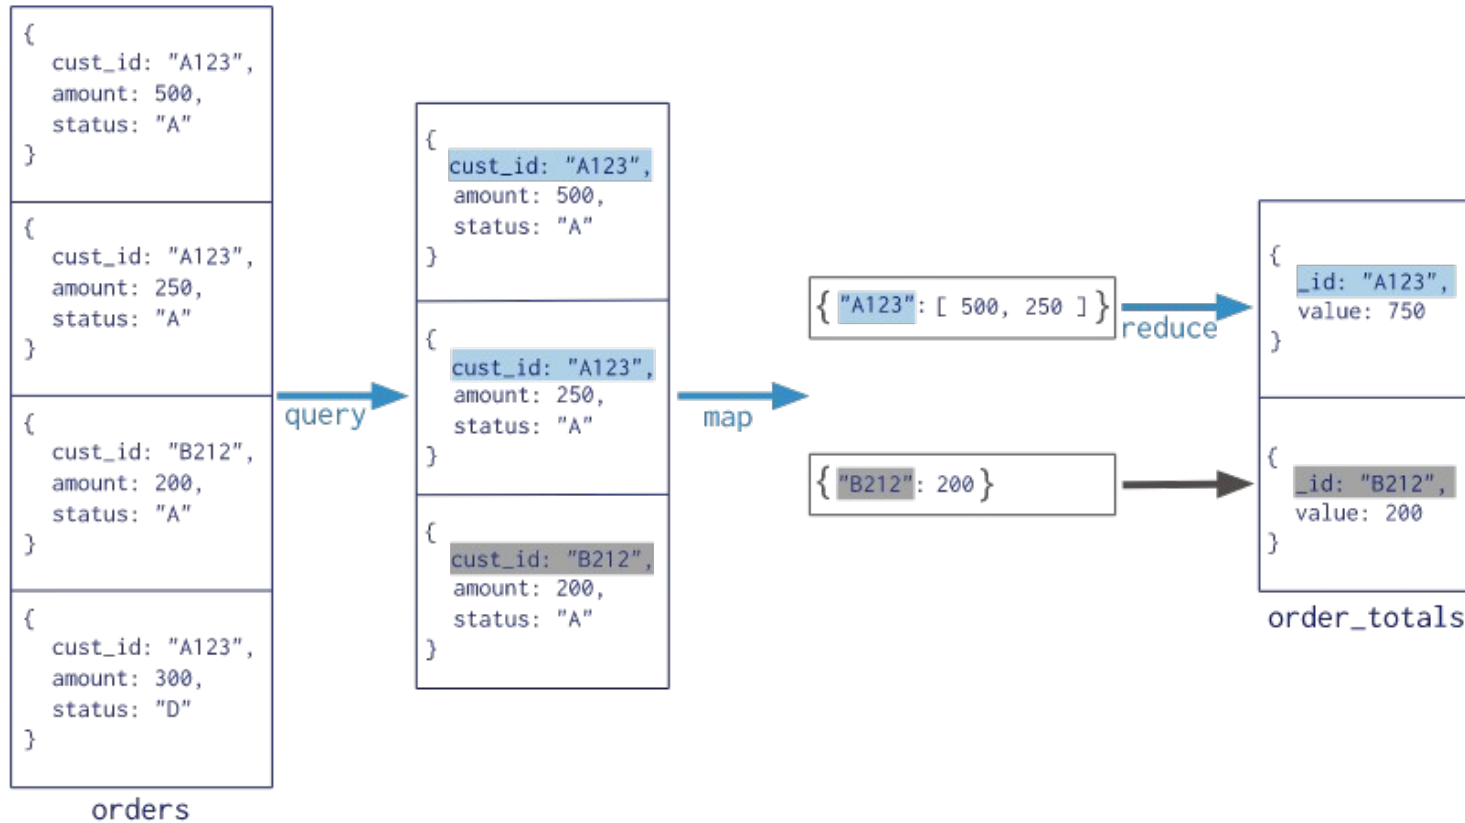 {
cust_id: "A123",
amount: 500,
status: "A"
}
{
cust_id: "A123",
amount: 250,
status: "A"
}
{
cust_id: "B212",
amount: 200,
status: "A"
}
{
cust_id: "A123",
amount: 300,
status: "D"
}
orders
query
{
cust_id: "A123",
amount: 500,
status: "A"
}
{
cust_id: "A123",
amount: 250,
status: "A"
}
{
cust_id: "B212",
amount: 200,
status: "A"
}
map
{ "A123": [ 500, 250 ] }
reduce
{ "B212": 200 }
{
_id: "A123",
value: 750
}
{
_id: "B212",
value: 200
}
order_totals